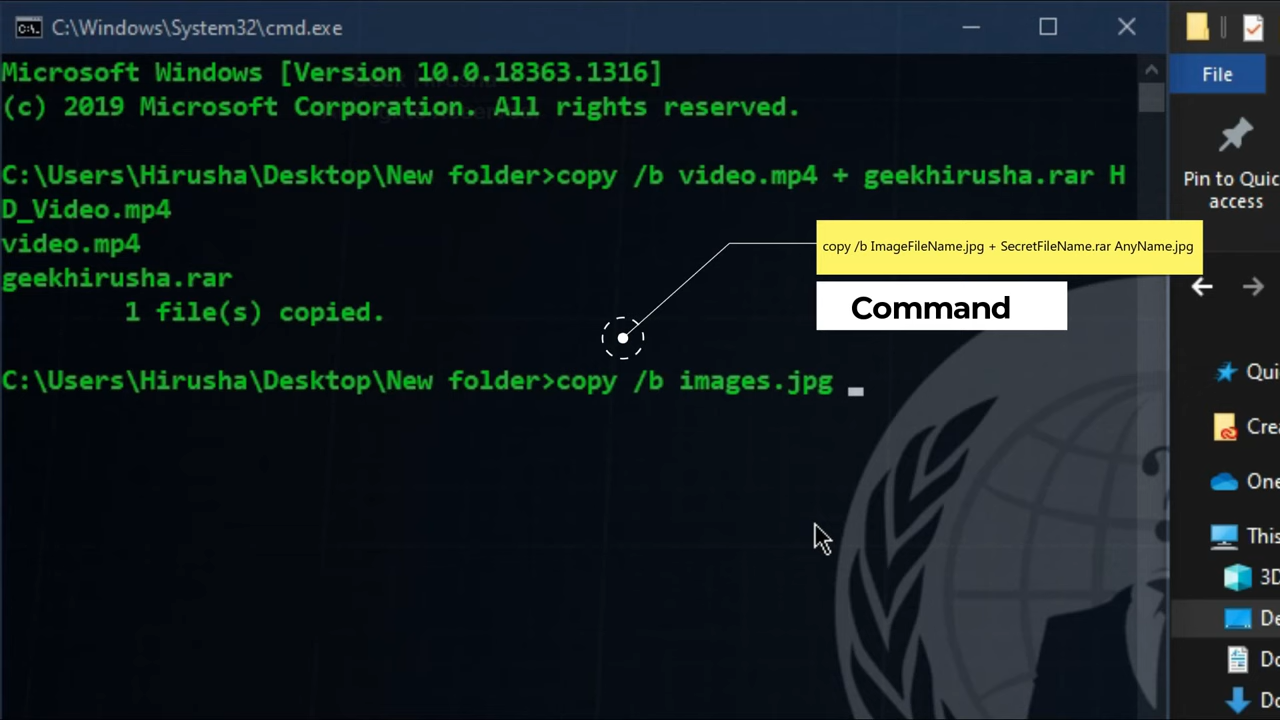 C:\Windows\System32\cmd.exe
Microsoft Windows [Version 10.0.18363.1316]
(c) 2019 Microsoft Corporation. All rights reserved.
C:\Users\Hirusha\Desktop\New folder>copy /b video.mp4 + geekhirusha.rar H
D_Video.mp4
video.mp4
geekhirusha.rar
1 file(s) copied.
C:\Users\Hirusha\Desktop\New folder>copy /b images.jpg
copy /b ImageFileName.jpg + SecretFileName.rar AnyName.jpg
Command
File
Pin to Quic
access
Qui
Crea
One
This
3D
De
Do
Do